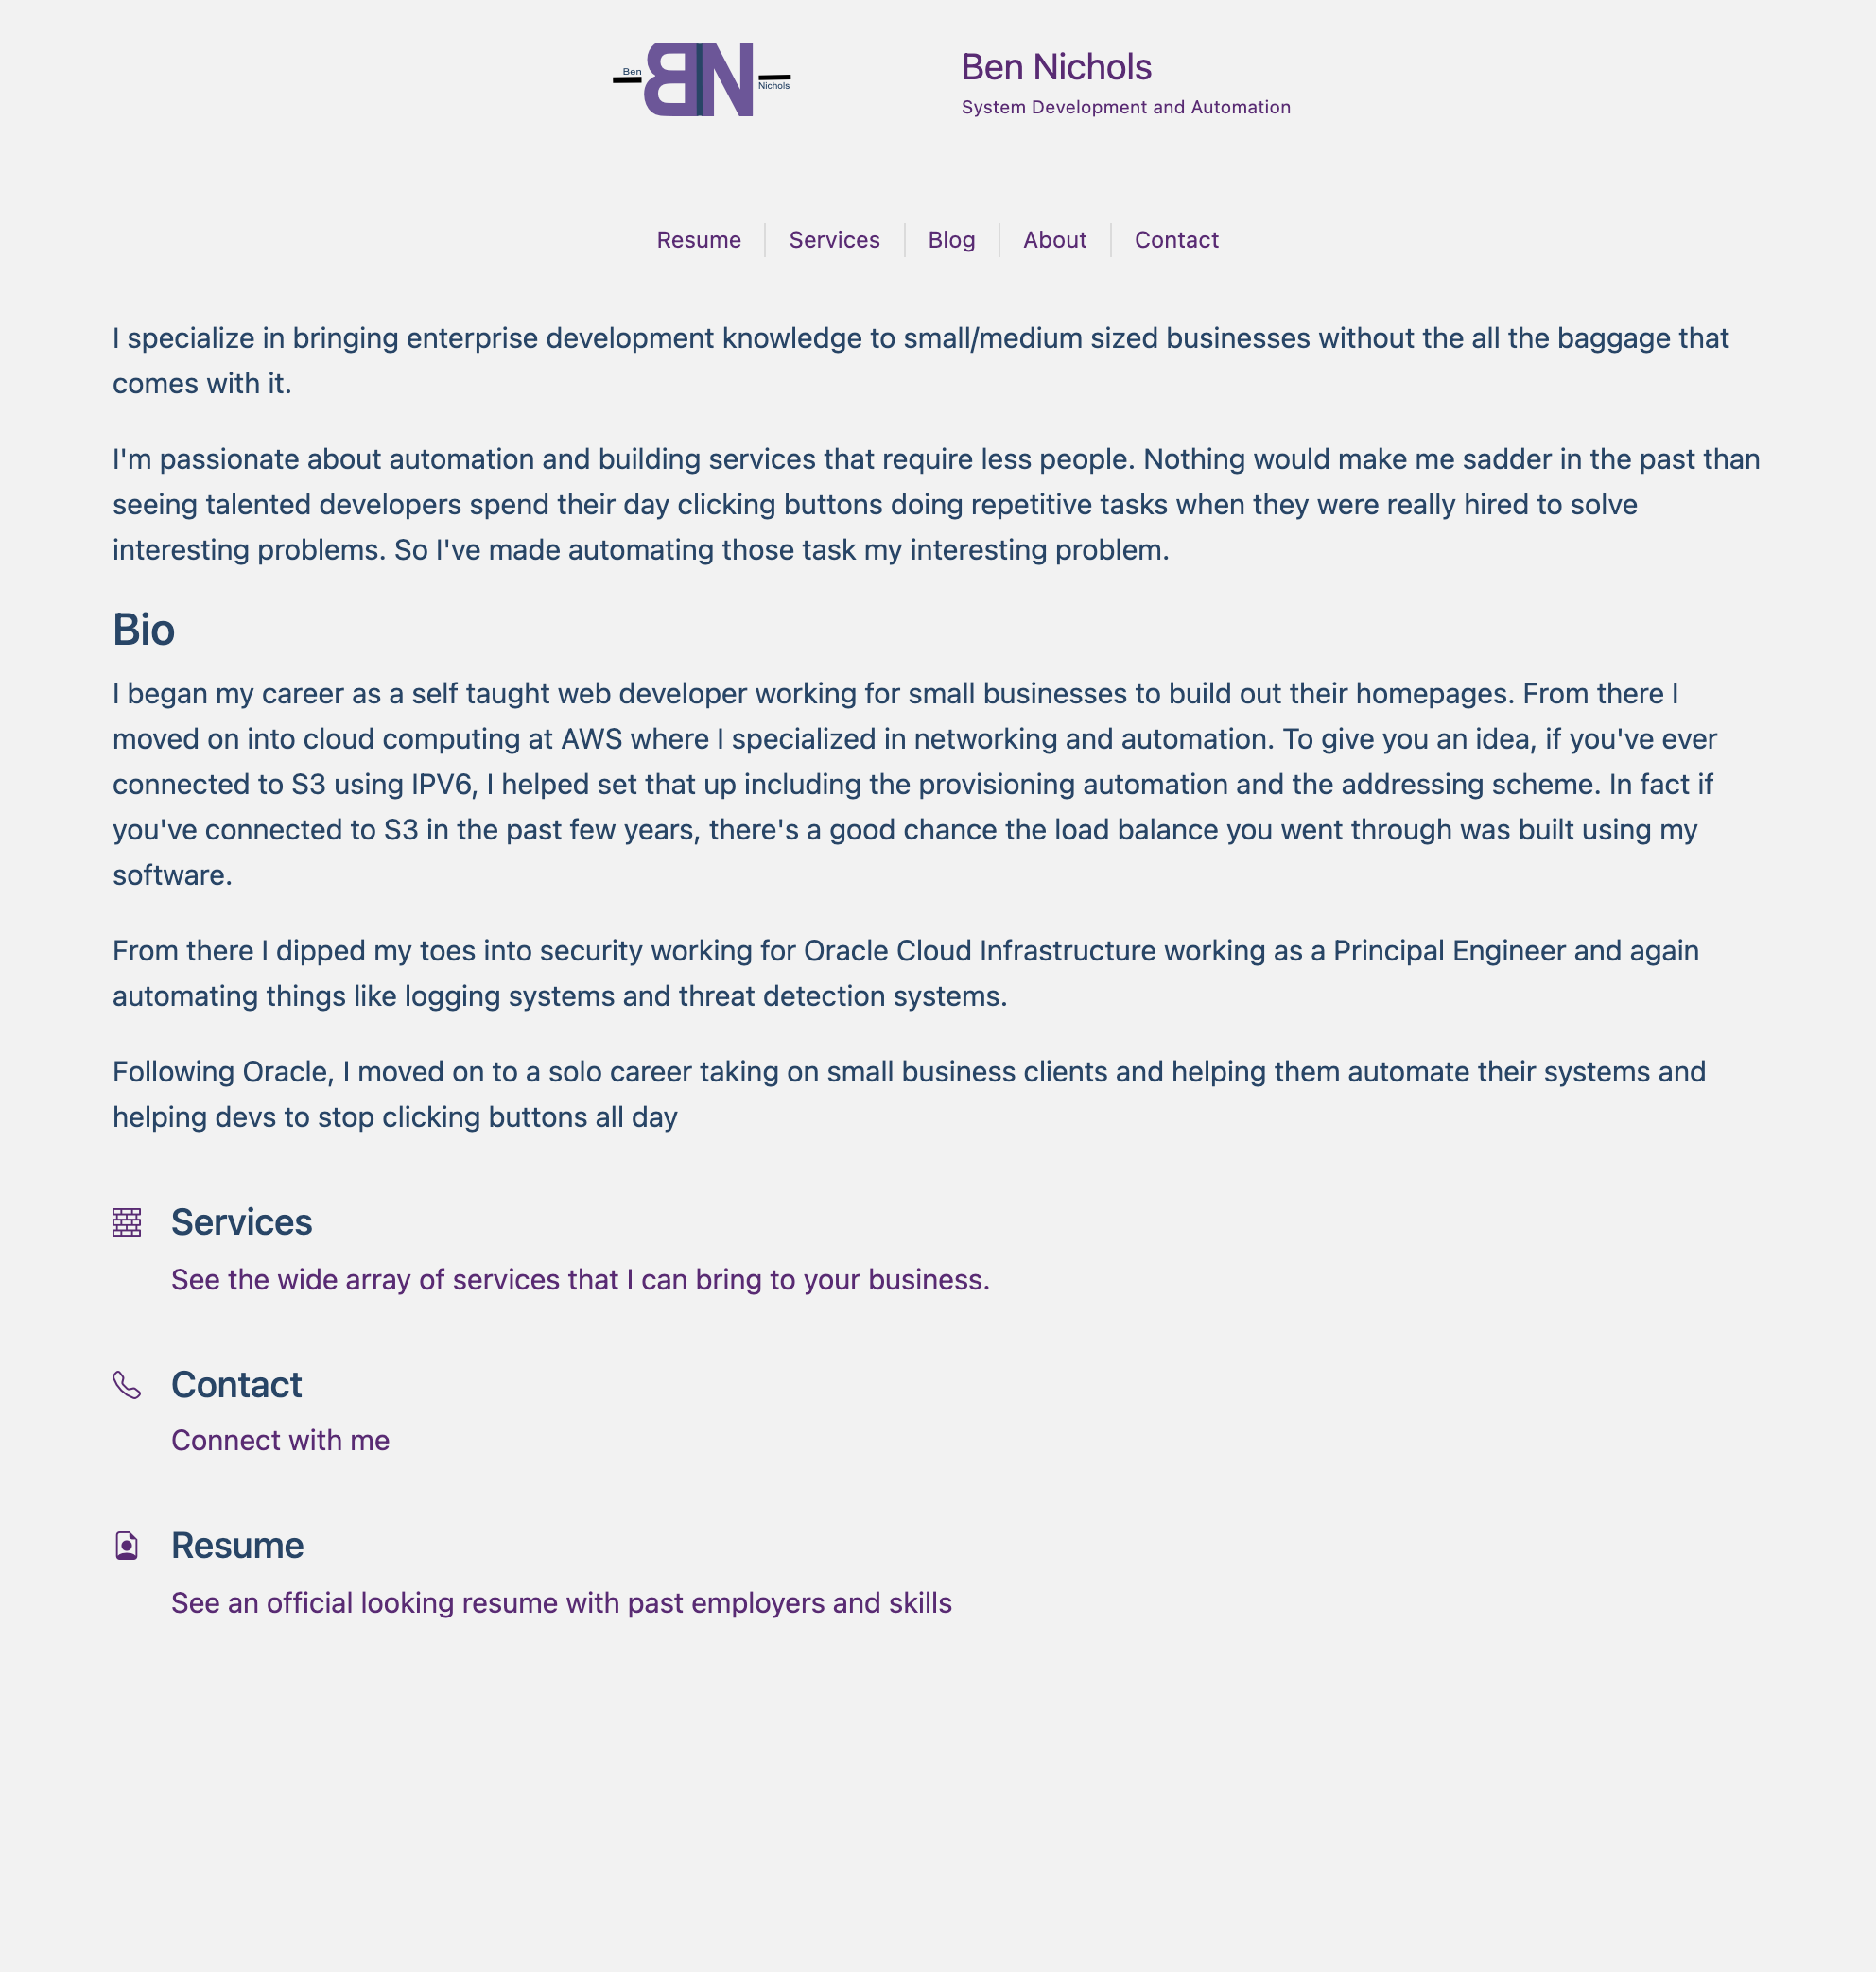 Ben
BN
Nichols
Ben Nichols
System Development and Automation
Resume
Services
Blog
About
Contact
I specialize in bringing enterprise development knowledge to small/medium sized businesses without the all the baggage that
comes with it.
I'm passionate about automation and building services that require less people. Nothing would make me sadder in the past than
seeing talented developers spend their day clicking buttons doing repetitive tasks when they were really hired to solve
interesting problems. So I've made automating those task my interesting problem.
Bio
I began my career as a self taught web developer working for small businesses to build out their homepages. From there I
moved on into cloud computing at AWS where I specialized in networking and automation. To give you an idea, if you've ever
connected to S3 using IPV6, I helped set that up including the provisioning automation and the addressing scheme. In fact if
you've connected to S3 in the past few years, there's a good chance the load balance you went through was built using my
software.
From there I dipped my toes into security working for Oracle Cloud Infrastructure working as a Principal Engineer and again
automating things like logging systems and threat detection systems.
Following Oracle, I moved on to a solo career taking on small business clients and helping them automate their systems and
helping devs to stop clicking buttons all day
Services
See the wide array of services that I can bring to your business.
Contact
Connect with me
Resume
See an official looking resume with past employers and skills